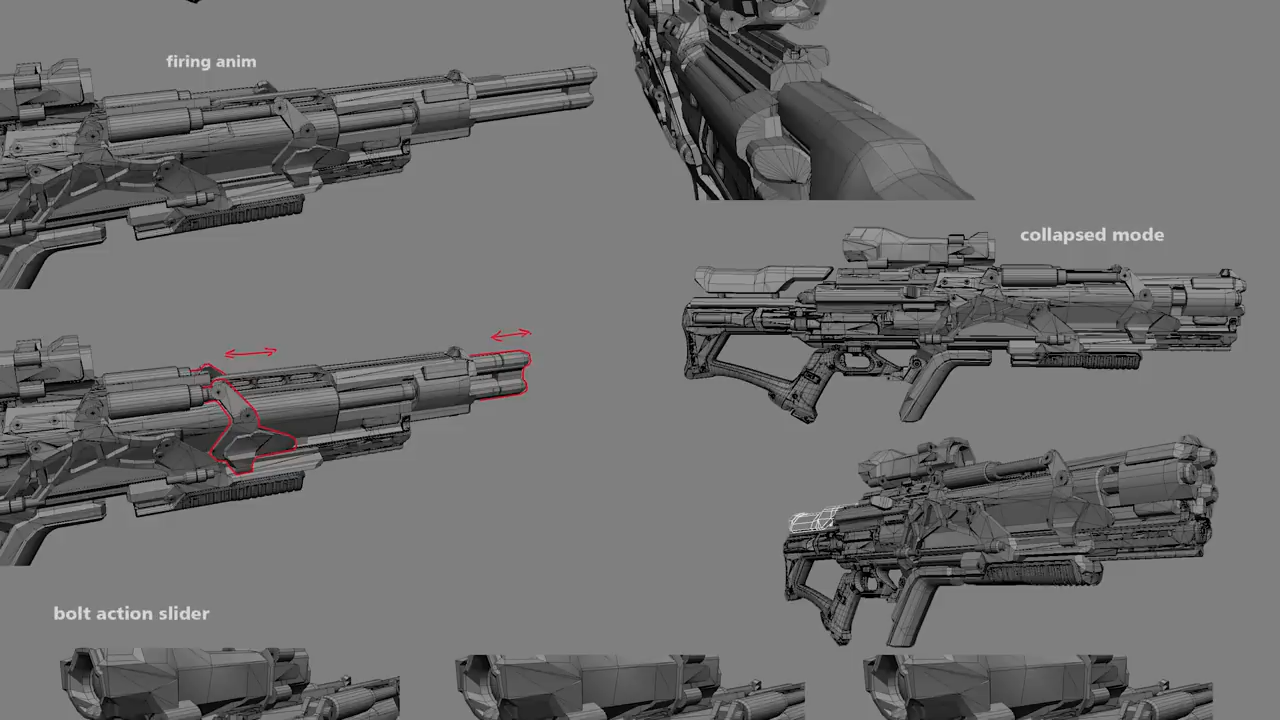 firing anim
collapsed mode
bolt action slider